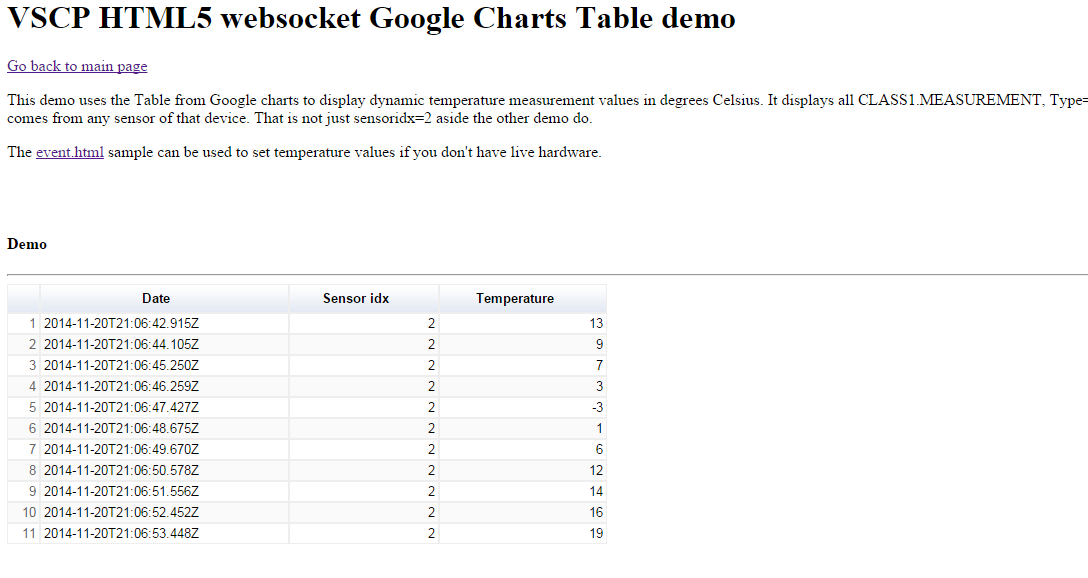 VSCP HTML5 websocket Google Charts Table demo
Go back to main page
This demo uses the Table from Google charts to display dynamic temperature measurement values in degrees Celsius. It displays all CLASS1.MEASUREMENT, Type=
comes from any sensor of that device. That is not just sensoridx=2 aside the other demo do.
The event.html sample can be used to set temperature values if you don't have live hardware.
Demo
Date Sensor idx Temperature
1 2014-11-20T21:06:42.915Z 2 13
2 2014-11-20T21:06:44.105Z 2 9
3 2014-11-20T21:06:45.250Z 2 7
4 2014-11-20T21:06:46.259Z 2 3
5 2014-11-20T21:06:47.427Z 2 -3
6 2014-11-20T21:06:48.675Z 2 1
7 2014-11-20T21:06:49.670Z 2 6
8 2014-11-20T21:06:50.578Z 2 12
9 2014-11-20T21:06:51.556Z 2 14
10 2014-11-20T21:06:52.452Z 2 16
11 2014-11-20T21:06:53.448Z 2 19